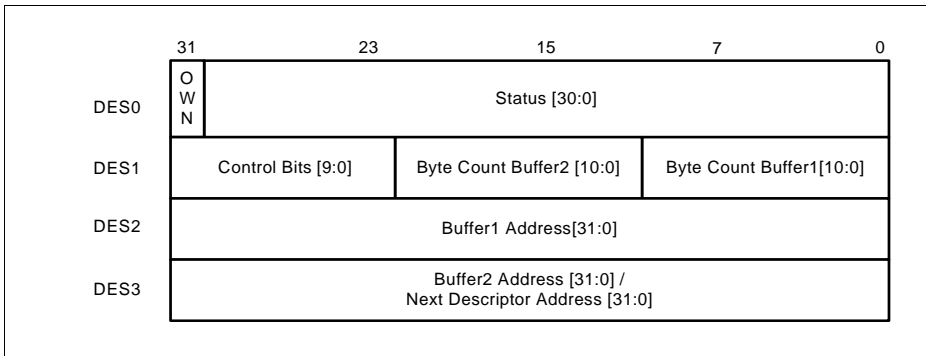 31 23 15 7 0
DES0
O
W
N
Status [30:0]
DES1 Control Bits [9:0] Byte Count Buffer2 [10:0] Byte Count Buffer1[10:0]
DES2 Buffer1 Address[31:0]
DES3 Buffer2 Address [31:0] /
Next Descriptor Address [31:0]